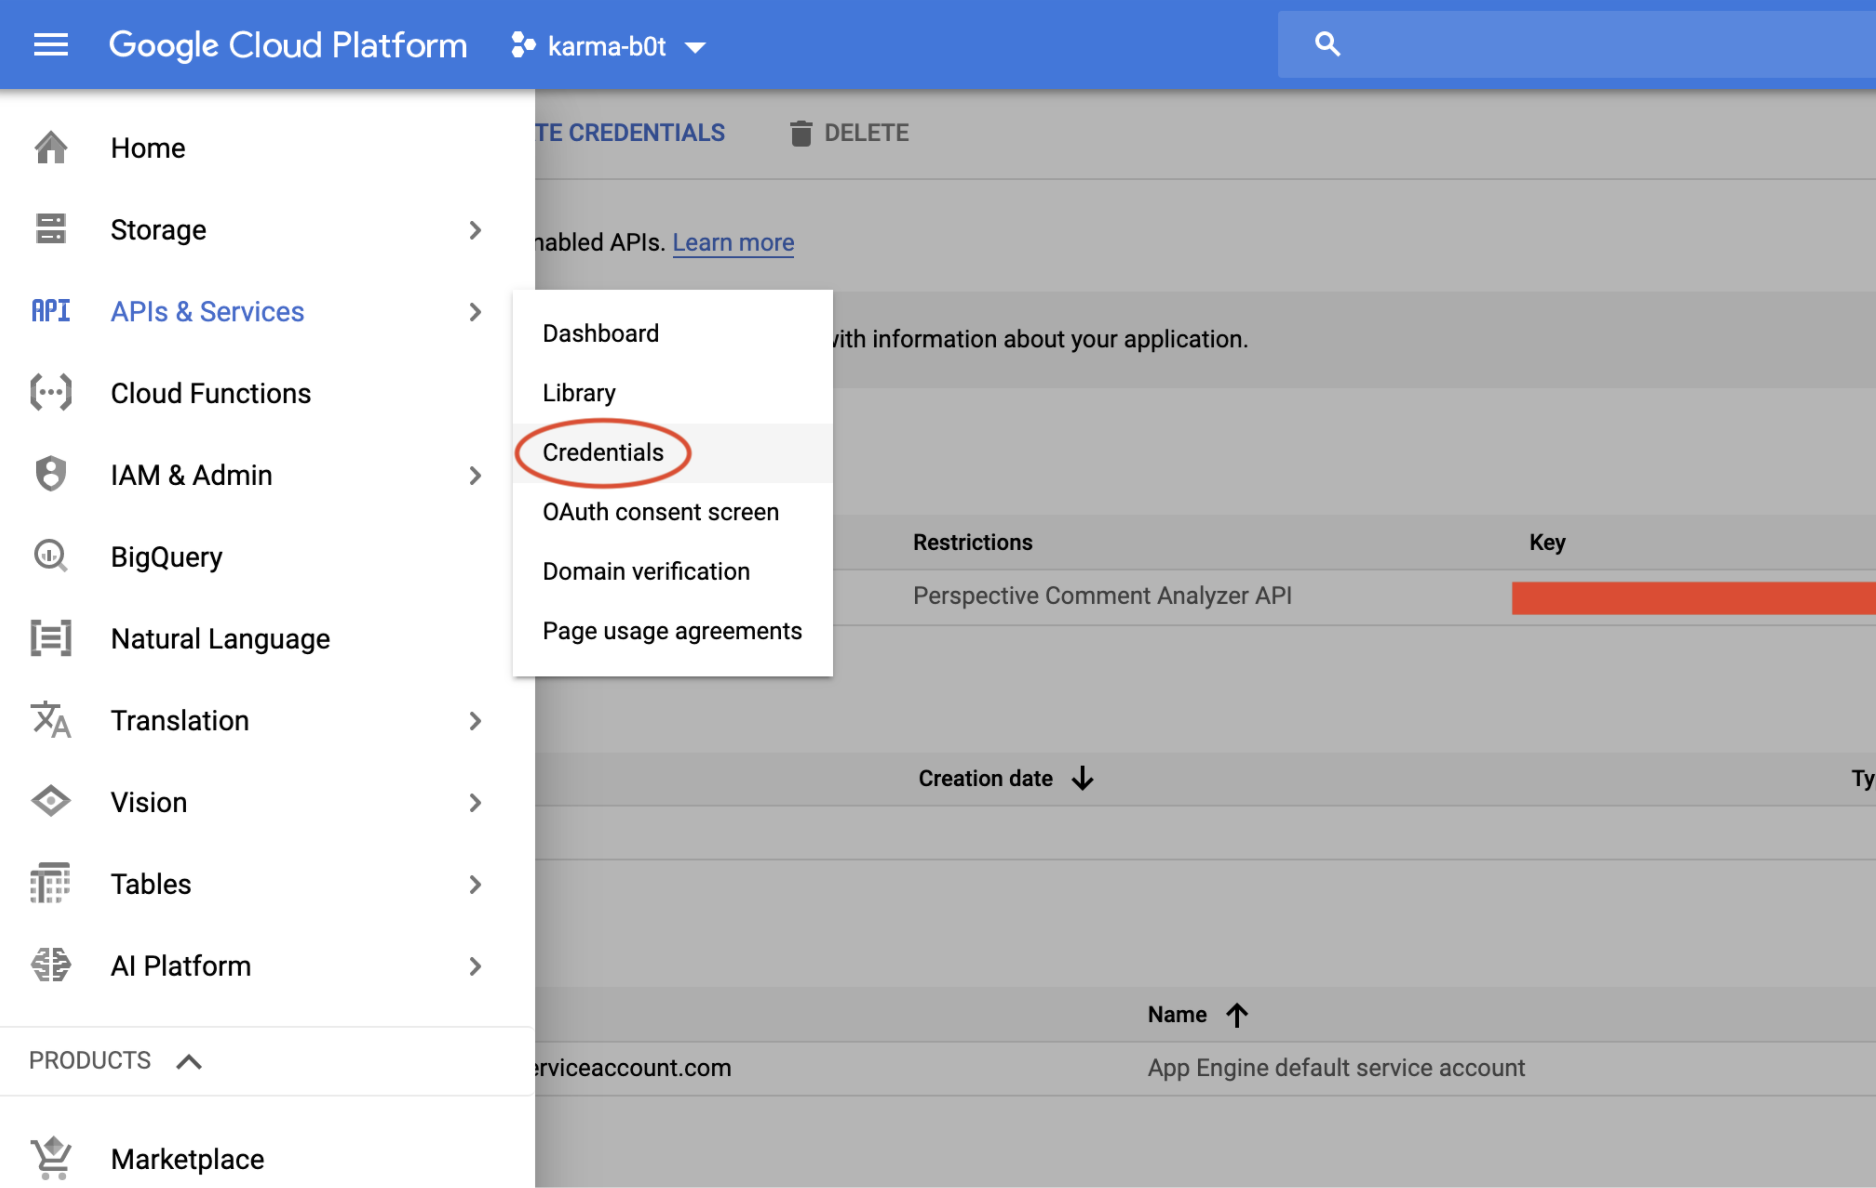 Google Cloud Platform
karma-b0t
Home
Storage
API APIs & Services
Cloud Functions
IAM & Admin
BigQuery
Natural Language
Translation
Vision
Tables
AI Platform
PRODUCTS
Marketplace
TE CREDENTIALS
DELETE
nabled APIs. Learn more
Dashboard
Library
Credentials
OAuth consent screen
Domain verification
Page usage agreements
with information about your application.
Restrictions Key
Perspective Comment Analyzer API
Creation date Ty
Name
erviceaccount.com App Engine default service account